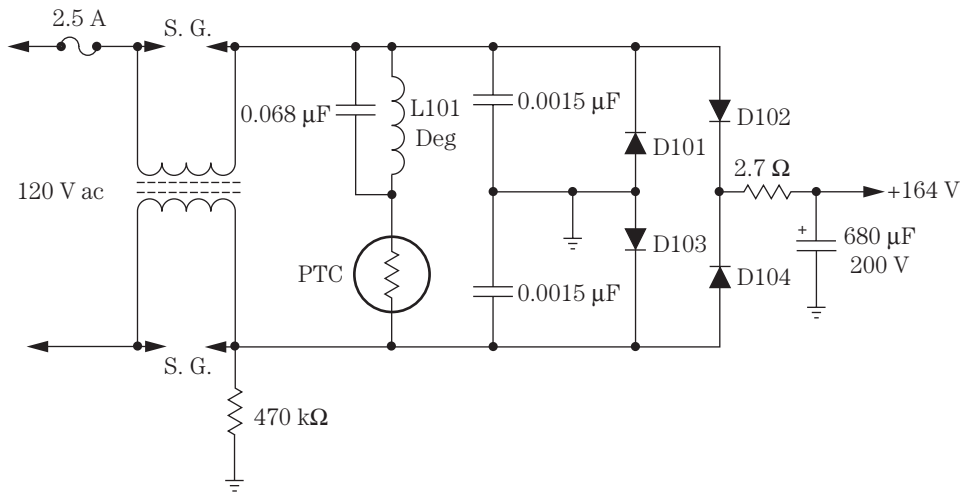 2.5 A
S. G.
0.068 µF
L101
Deg
0.0015 µF
D101
D102
120 V ac
2.7 Ω
+164 V
PTC
D103
D104
+
680 µF
200 V
0.0015 µF
S. G.
470 kΩ